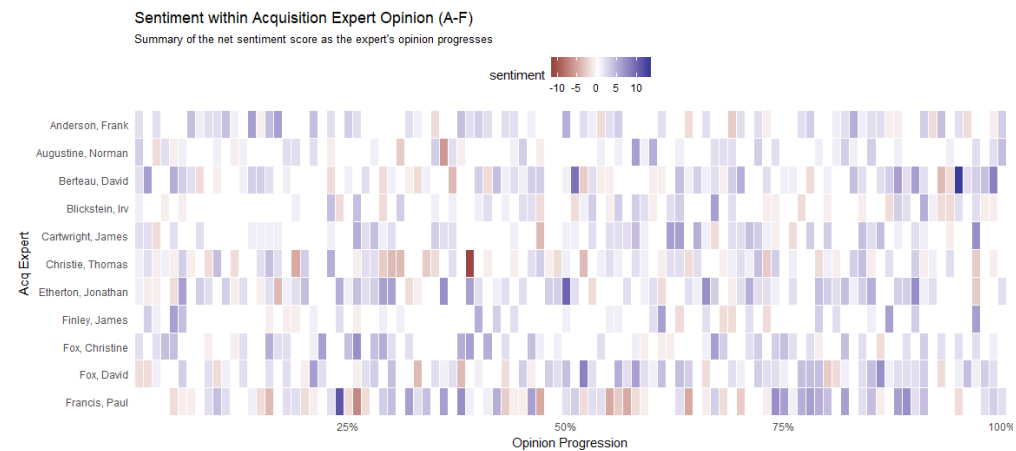 Sentiment within Acquisition Expert Opinion (A-F)
Summary of the net sentiment score as the expert's opinion progresses
sentiment
-10 -5 0 5 10
Acq Expert
Anderson, Frank
Augustine, Norman
Berteau, David
Blickstein, Irv
Cartwright, James
Christie, Thomas
Etherton, Jonathan
Finley, James
Fox, Christine
Fox, David
Francis, Paul
25% 50% 75% 100%
Opinion Progression